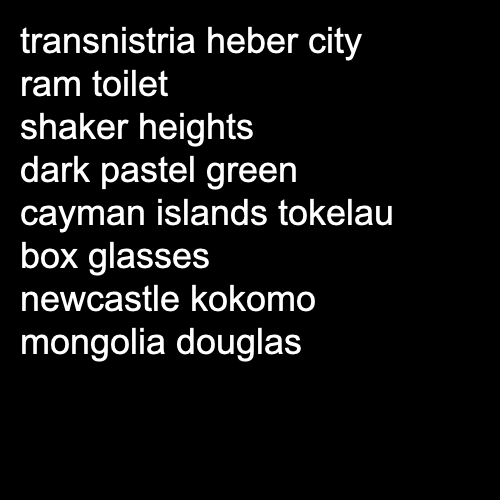 transnistria heber city
ram toilet
shaker heights
dark pastel green
cayman islands tokelau
box glasses
newcastle kokomo
mongolia douglas